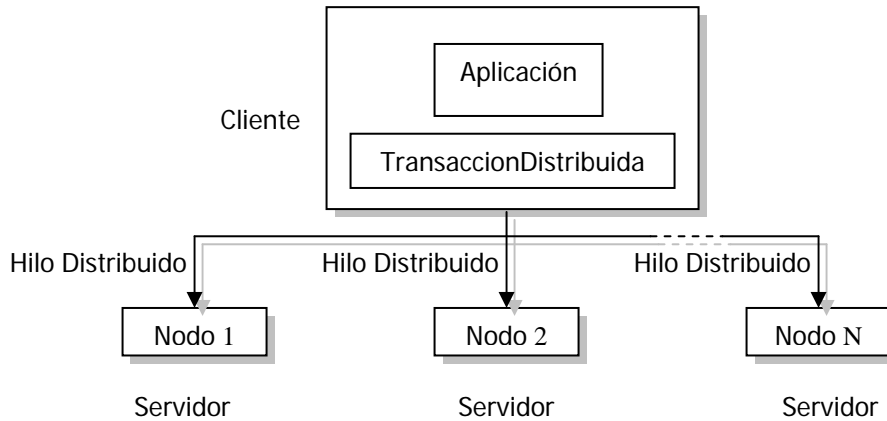 Aplicación
Cliente
TransaccionDistribuida
Hilo Distribuido Hilo Distribuido Hilo Distribuido
Nodo 1 Nodo 2 Nodo N
Servidor Servidor Servidor